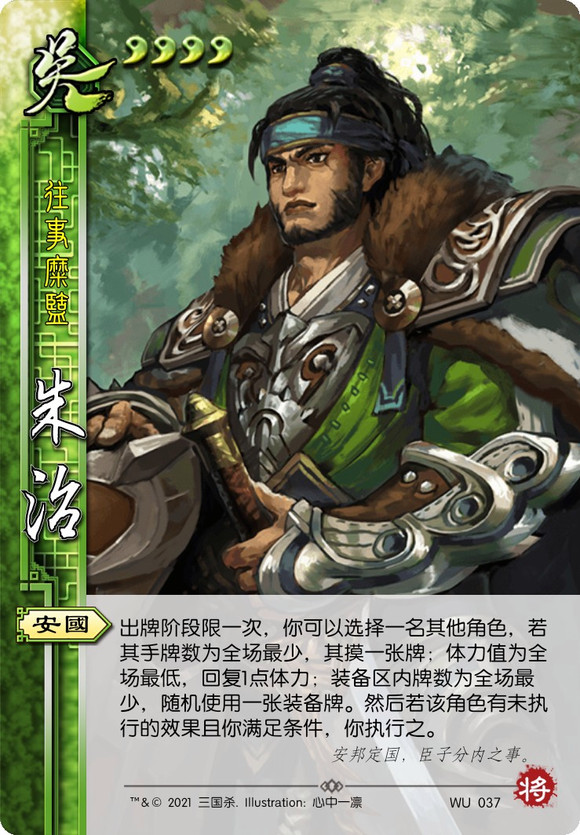 吴
往事糜盬
朱治
安國
出牌阶段限一次，你可以选择一名其他角色，若
其手牌数为全场最少，其摸一张牌；体力值为全
场最低，回复1点体力；装备区内牌数为全场最
少，随机使用一张装备牌。然后若该角色有未执
行的效果且你满足条件，你执行之。
安邦定国，臣子分内之事。
™&© 2021 三国杀. Illustration: 心中一凛
WU 037
将